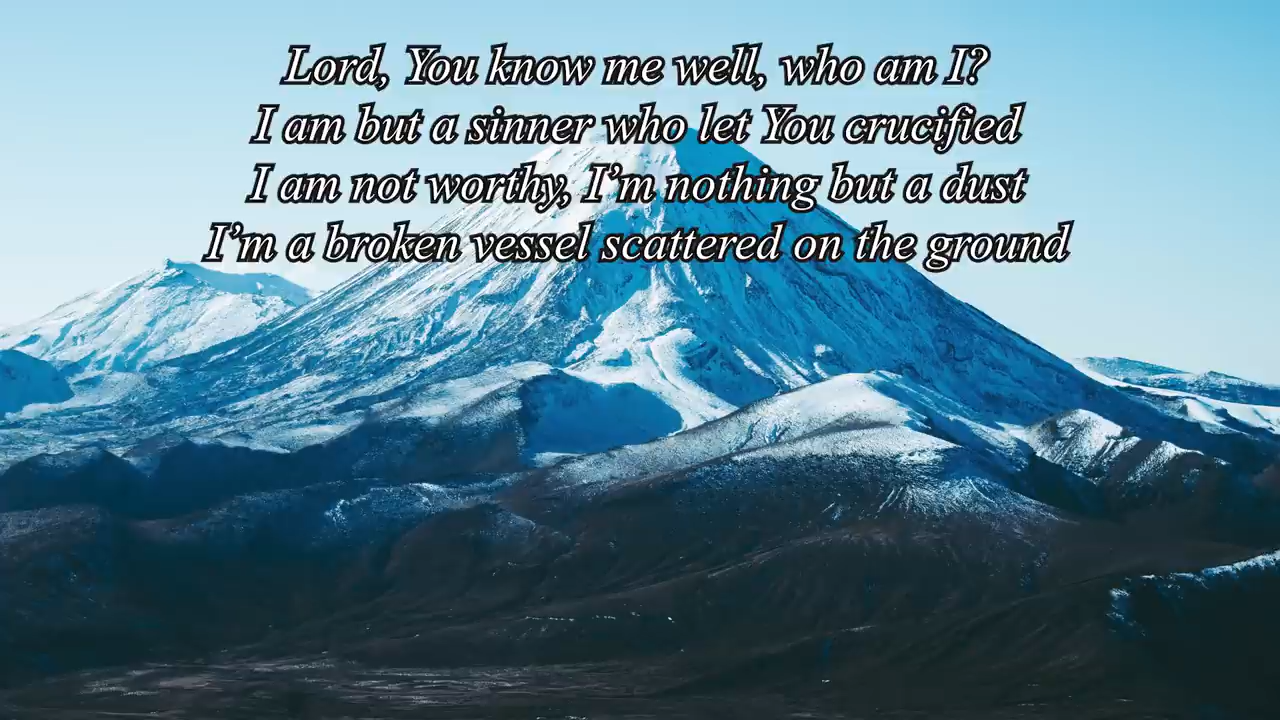 Lord, You know me well, who am I?
I am but a sinner who let You crucified
I am not worthy, I’m nothing but a dust
I’m a broken vessel scattered on the ground